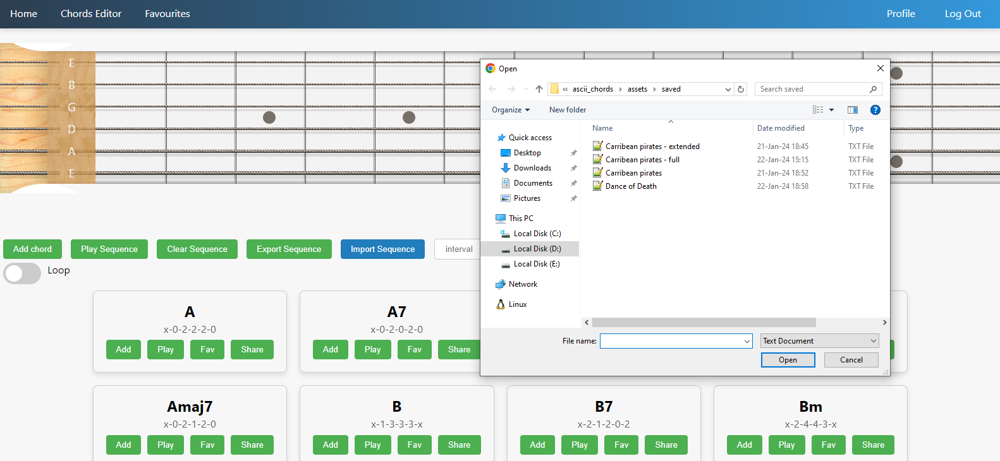 Home Chords Editor Favourites Profile Log Out
E
B
G
D
A
E
Open
« ascii_chords › assets › saved Search saved
Organize New folder
Name Date modified Type
Quick access
Desktop
Downloads
Documents
Pictures
This PC
Local Disk (C:)
Local Disk (D:)
Local Disk (E:)
Network
Linux
Carribean pirates - extended 21-Jan-24 18:45 TXT File
Carribean pirates - full 22-Jan-24 15:15 TXT File
Carribean pirates 21-Jan-24 18:52 TXT File
Dance of Death 22-Jan-24 18:58 TXT File
File name: Text Document
Open Cancel
Add chord Play Sequence Clear Sequence Export Sequence Import Sequence interval
Loop
A A7
x-0-2-2-2-0 x-0-2-0-2-0
Add Play Fav Share Add Play Fav Share
Amaj7 B B7 Bm
x-0-2-1-2-0 x-1-3-3-3-x x-2-1-2-0-2 x-2-4-4-3-x
Add Play Fav Share Add Play Fav Share Add Play Fav Share Add Play Fav Share